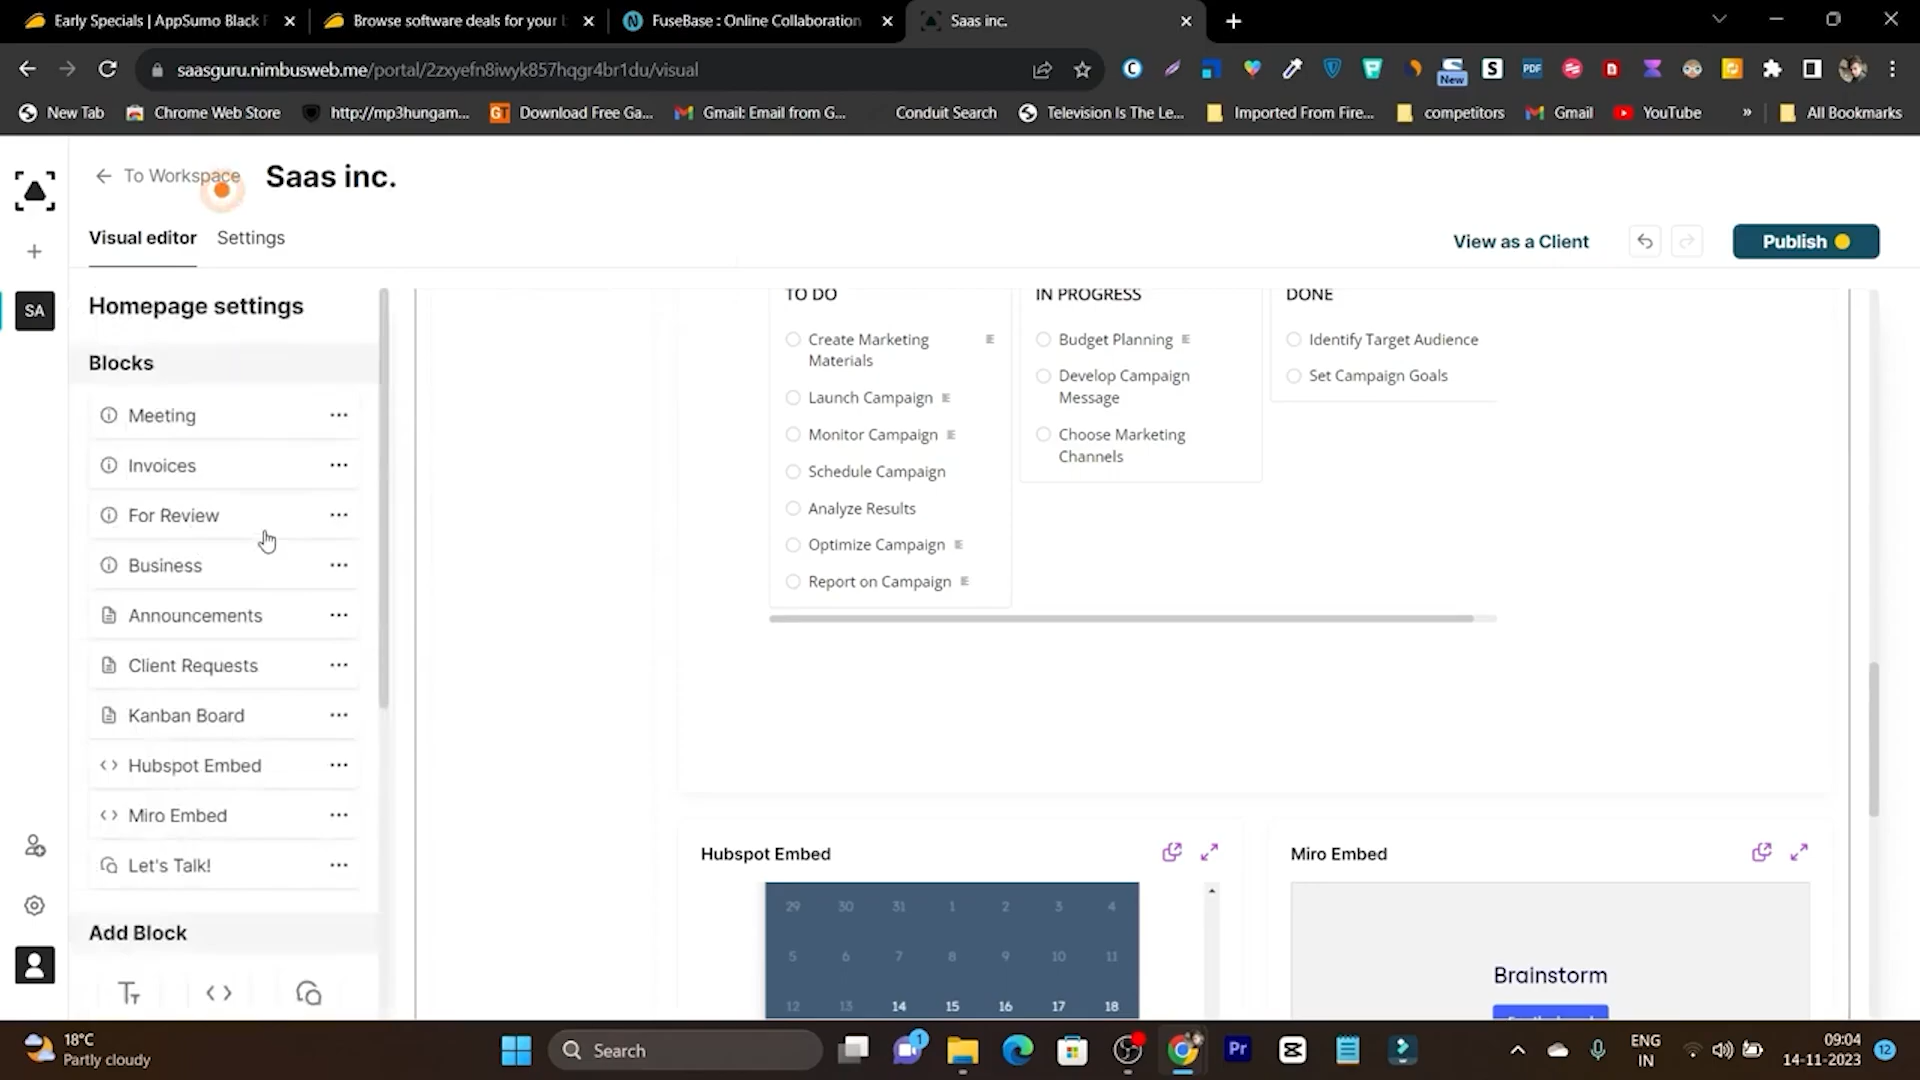 Early Specials | AppSumo Black F
Browse software deals for your b
FuseBase : Online Collaboration
Saas inc.
saasguru.nimbusweb.me/portal/2zxyefn8iwyk857hqgr4br1du/visual
New
New Tab
Chrome Web Store
http://mp3hungam...
Download Free Ga...
Gmail: Email from G...
Conduit Search
Television Is The Le...
Imported From Fire...
competitors
Gmail
YouTube
»
All Bookmarks
To Workspace
Saas inc.
Visual editor
Settings
View as a Client
Publish
SA
Homepage settings
Blocks
Meeting
Invoices
For Review
Business
Announcements
Client Requests
Kanban Board
Hubspot Embed
Miro Embed
Let's Talk!
Add Block
TO DO
Create Marketing
Materials
Launch Campaign
Monitor Campaign
Schedule Campaign
Analyze Results
Optimize Campaign
Report on Campaign
IN PROGRESS
Budget Planning
Develop Campaign
Message
Choose Marketing
Channels
DONE
Identify Target Audience
Set Campaign Goals
Hubspot Embed
29 30 31 1 2 3 4
5 6 7 8 9 10 11
12 13 14 15 16 17 18
Miro Embed
Brainstorm
18°C
Partly cloudy
Search
1
Pr
ENG
IN
09:04
14-11-2023
12